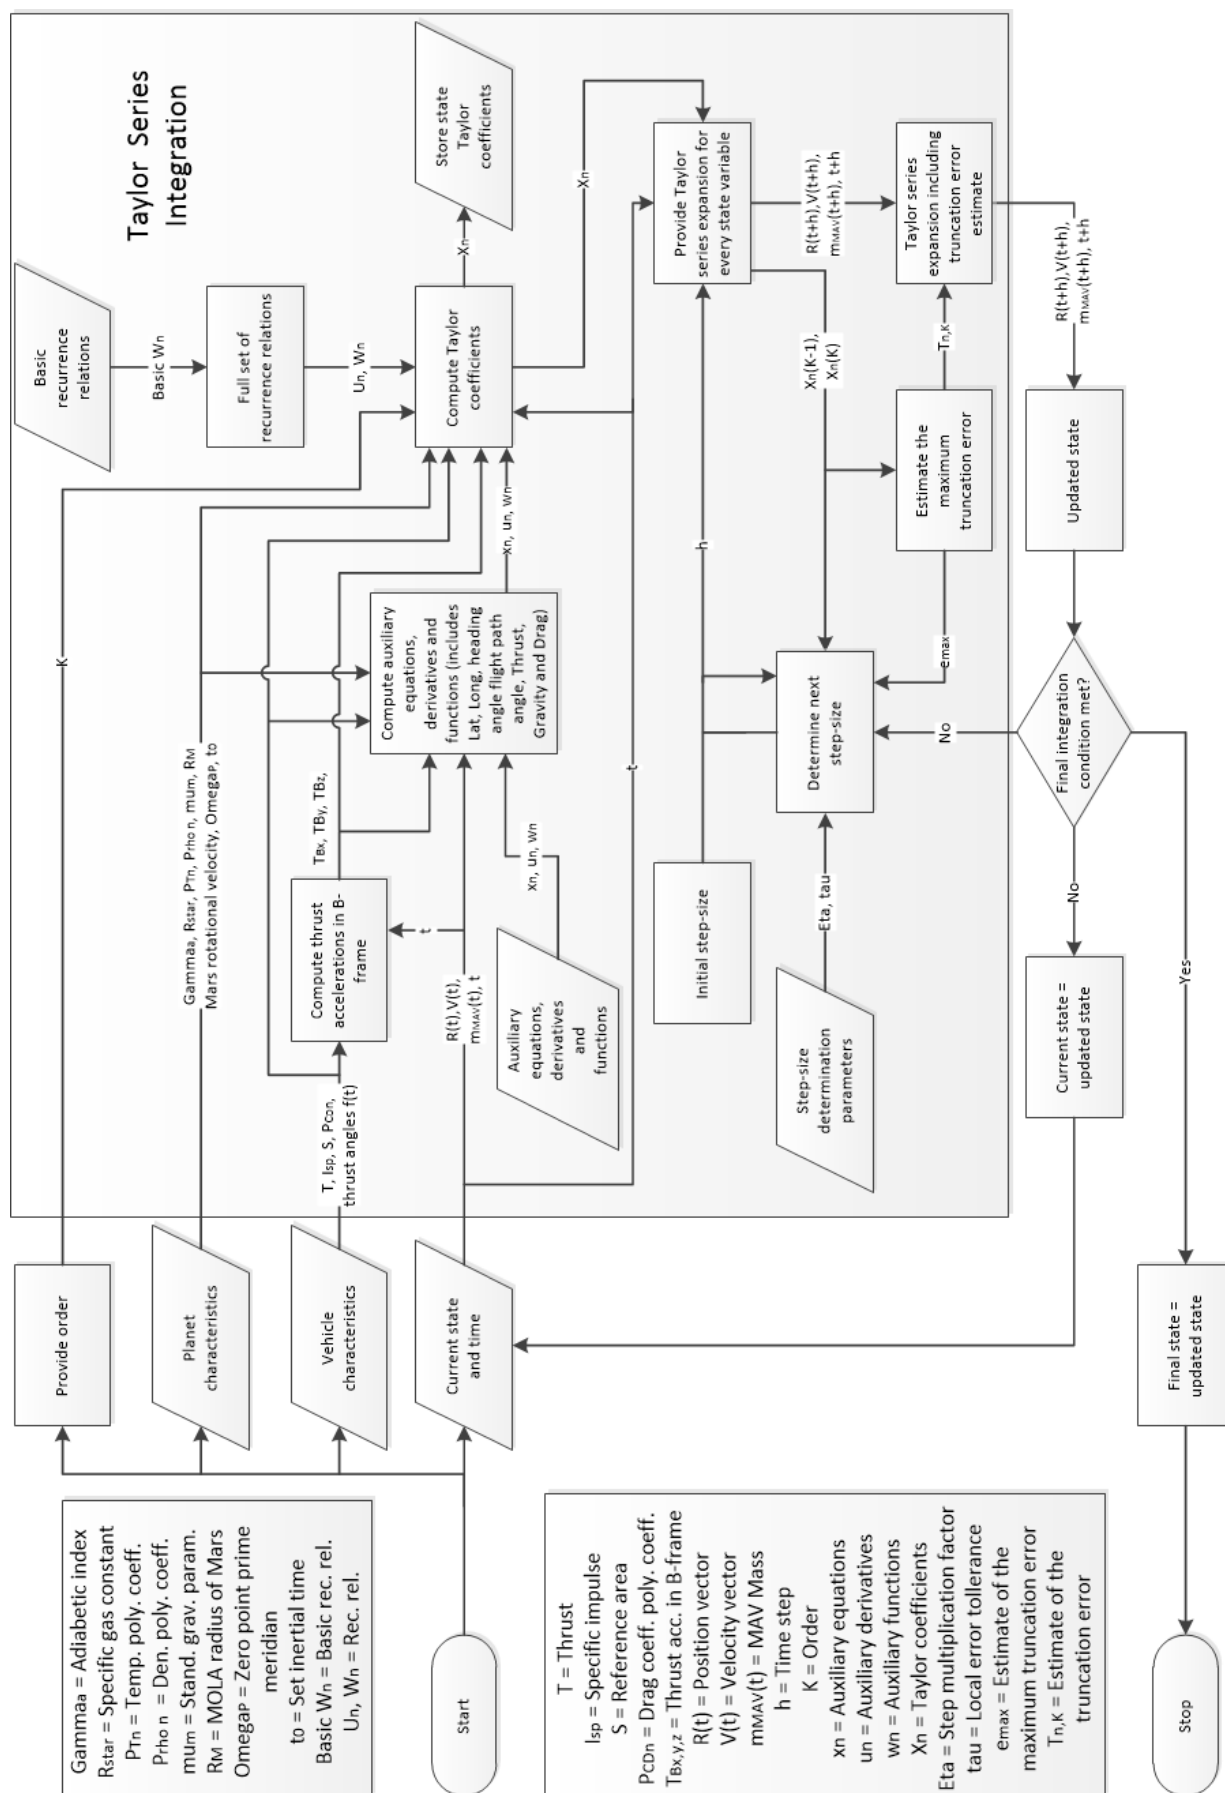 Taylor Series
Integration
Gammaa = Adiabetic index
Rstar = Specific gas constant
PTn = Temp. poly. coeff.
Prho n = Den. poly. coeff.
mum = Stand. grav. param.
RM = MOLA radius of Mars
OmegaP = Zero point prime
meridian
to = Set inertial time
Basic Wn = Basic rec. rel.
Un, Wn = Rec. rel.
Start
T = Thrust
Isp = Specific impulse
S = Reference area
PCDn = Drag coeff. poly. coeff.
TBx,y,z = Thrust acc. in B-frame
R(t) = Position vector
V(t) = Velocity vector
mMAV(t) = MAV Mass
h = Time step
K = Order
xn = Auxiliary equations
un = Auxiliary derivatives
wn = Auxiliary functions
Xn = Taylor coefficients
Eta = Step multiplication factor
tau = Local error tollerance
emax = Estimate of the
maximum truncation error
Tn,K = Estimate of the
truncation error
Stop
Provide order
Planet
characteristics
Vehicle
characteristics
Current state
and time
Final state =
updated state
K
Gammaa, Rstar, PTn, Prho n, mum, RM
Mars rotational velocity, OmegaP, to
T, Isp, S, PCDn,
thrust angles f(t)
R(t),V(t),
mMAV(t), t
Compute thrust
accelerations in B-
frame
t
TBx, TBy, TBz,
Auxiliary
equations,
derivatives
and
functions
xn, un, wn
Compute auxiliary
equations,
derivatives and
functions (includes
Lat, Long, heading
angle flight path
angle, Thrust,
Gravity and Drag)
xn, un, wn
t
Basic
recurrence
relations
Basic Wn
Full set of
recurrence relations
Un, Wn
Compute Taylor
coefficients
Xn
Store state
Taylor
coefficients
Xn
Initial step-size
h
Step-size
determination
parameters
Eta, tau
Determine next
step-size
Provide Taylor
series expansion for
every state variable
Xn(K-1),
Xn(K)
R(t+h),V(t+h),
mMAV(t+h), t+h
Estimate the
maximum
truncation error
emax
Tn,K
Taylor series
expansion including
truncation error
estimate
R(t+h),V(t+h),
mMAV(t+h), t+h
Updated state
Final integration
condition met?
No
No
Current state =
updated state
Yes